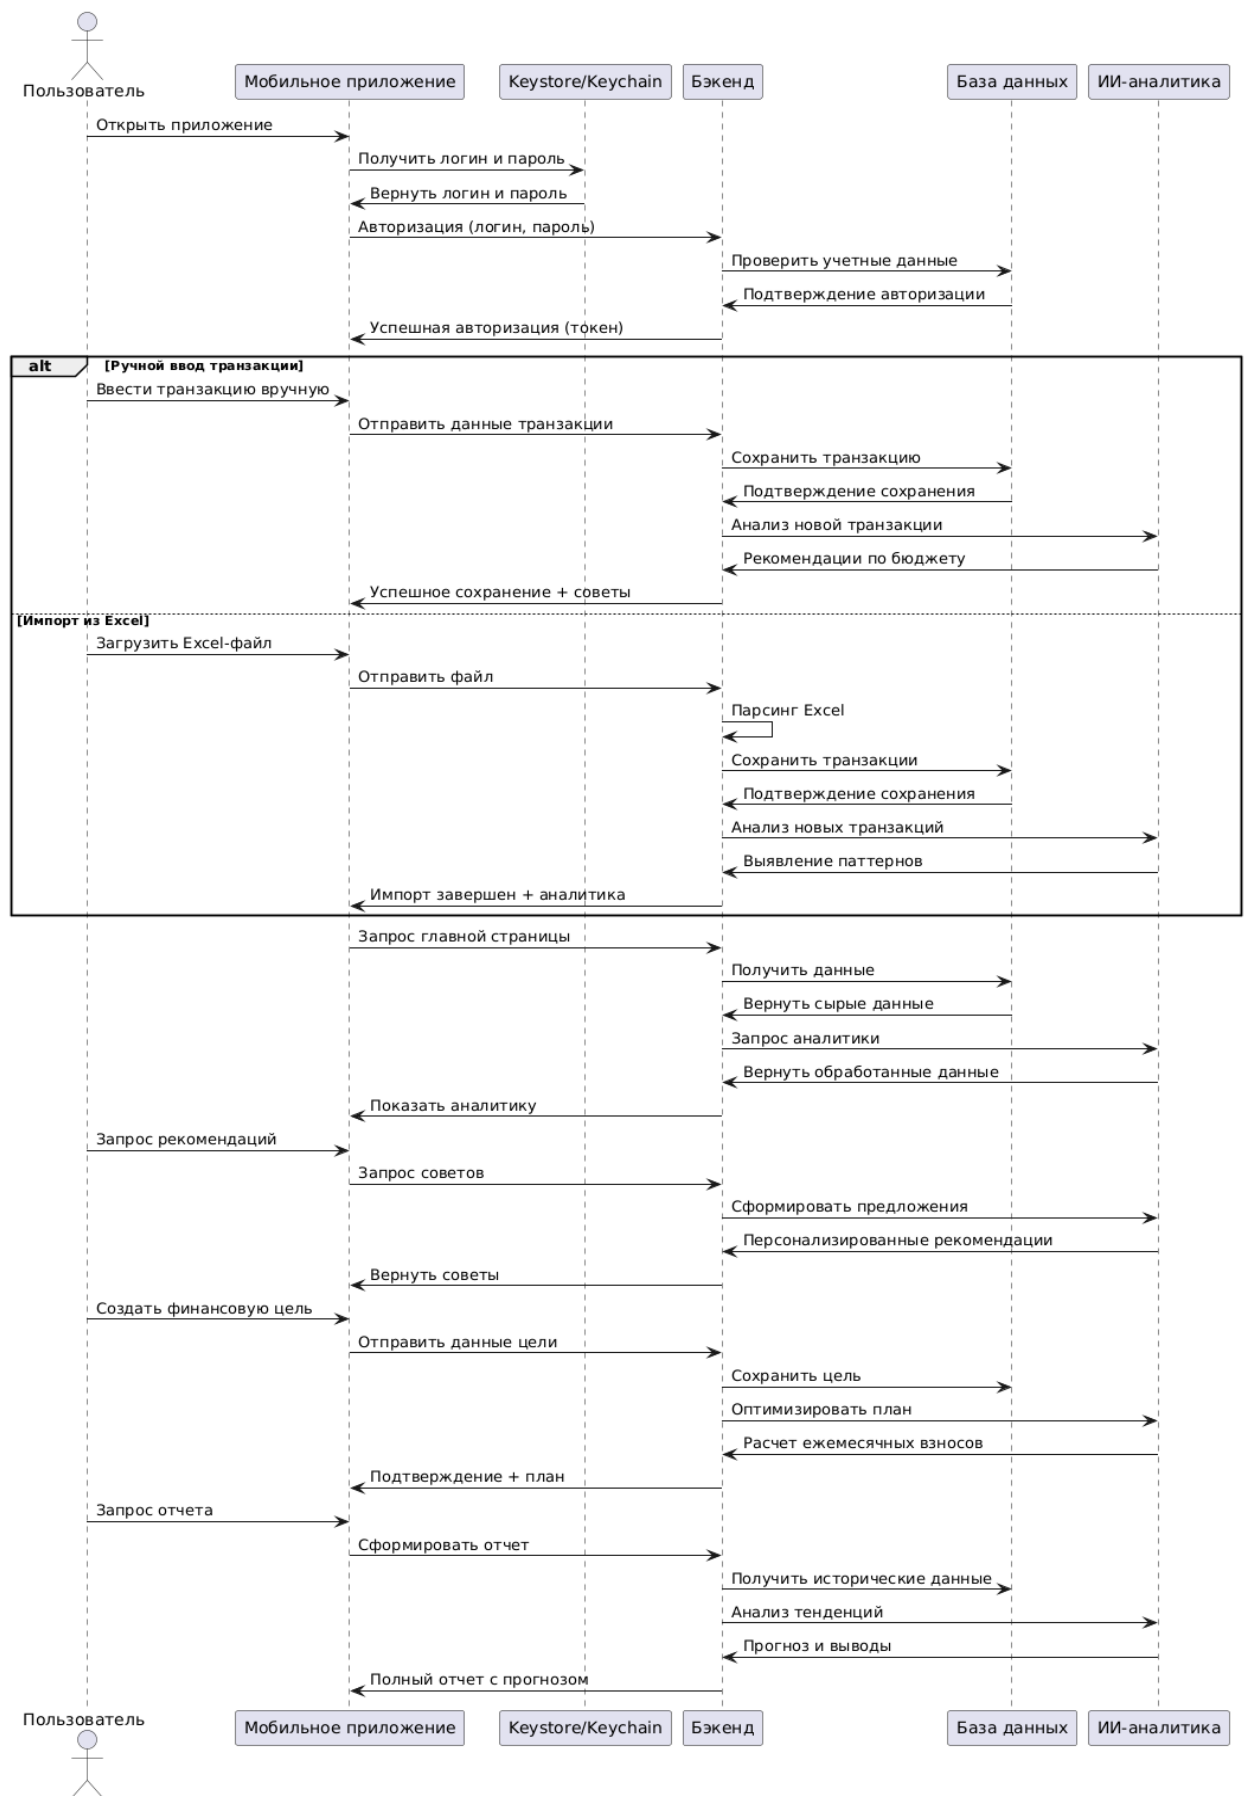 Пользователь
Мобильное приложение
Keystore/Keychain
Бэкенд
База данных
ИИ-аналитика
Открыть приложение
Получить логин и пароль
Вернуть логин и пароль
Авторизация (логин, пароль)
Проверить учетные данные
Подтверждение авторизации
Успешная авторизация (токен)
alt [Ручной ввод транзакции]
Ввести транзакцию вручную
Отправить данные транзакции
Сохранить транзакцию
Подтверждение сохранения
Анализ новой транзакции
Рекомендации по бюджету
Успешное сохранение + советы
[Импорт из Excel]
Загрузить Excel-файл
Отправить файл
Парсинг Excel
Сохранить транзакции
Подтверждение сохранения
Анализ новых транзакций
Выявление паттернов
Импорт завершен + аналитика
Запрос главной страницы
Получить данные
Вернуть сырые данные
Запрос аналитики
Вернуть обработанные данные
Показать аналитику
Запрос рекомендаций
Запрос советов
Сформировать предложения
Персонализированные рекомендации
Вернуть советы
Создать финансовую цель
Отправить данные цели
Сохранить цель
Оптимизировать план
Расчет ежемесячных взносов
Подтверждение + план
Запрос отчета
Сформировать отчет
Получить исторические данные
Анализ тенденций
Прогноз и выводы
Полный отчет с прогнозом
Пользователь
Мобильное приложение
Keystore/Keychain
Бэкенд
База данных
ИИ-аналитика